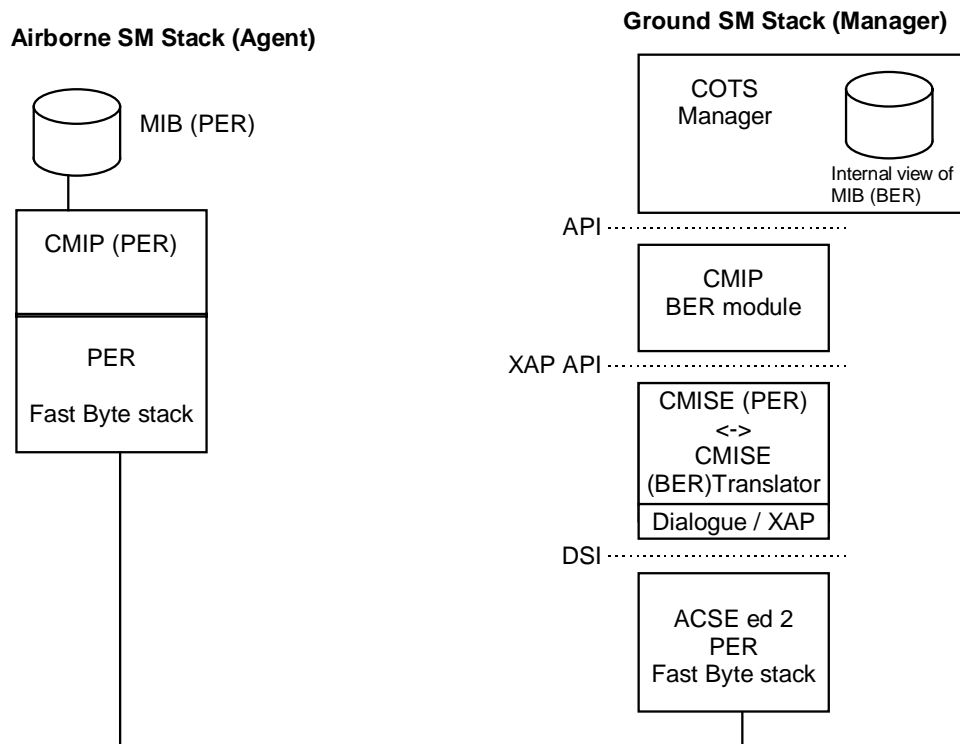 Airborne SM Stack (Agent)
MIB (PER)
CMIP (PER)
PER
Fast Byte stack
Ground SM Stack (Manager)
COTS
Manager
Internal view of
MIB (BER)
API
CMIP
BER module
XAP API
CMISE (PER)
<->
CMISE
(BER)Translator
Dialogue / XAP
DSI
ACSE ed 2
PER
Fast Byte stack